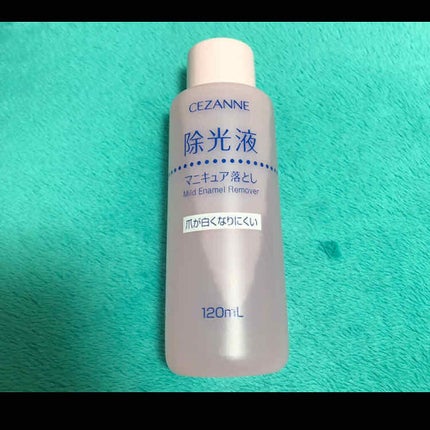 CEZANNE
除光液
マニキュア落とし
Mild Enamel Remover
爪が白くなりにくい
120mL